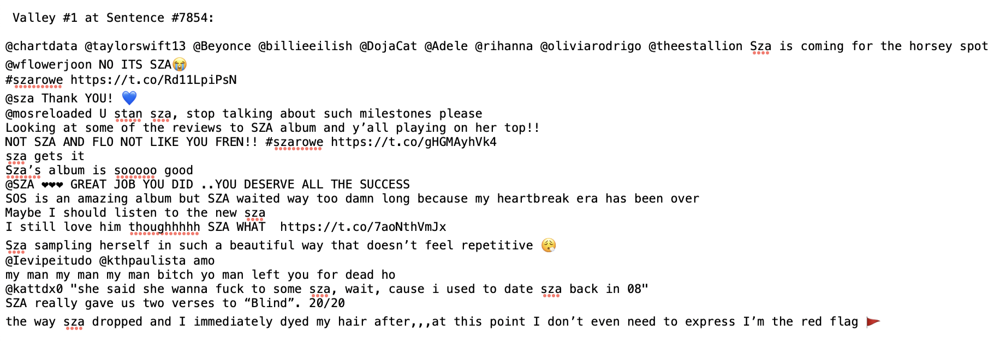 Valley #1 at Sentence #7854:
@chartdata @taylorswift13 @Beyonce @billieeilish @DojaCat @Adele @rihanna @oliviarodrigo @theestallion Sza is coming for the horsey spot
@wflowerjoon NO ITS SZA😭
#szarowe https://t.co/Rd11LpiPsN
@sza Thank YOU! 💙
@mosreloaded U stan sza, stop talking about such milestones please
Looking at some of the reviews to SZA album and y’all playing on her top!!
NOT SZA AND FLO NOT LIKE YOU FREN!! #szarowe https://t.co/gHGMAyhVk4
sza gets it
Sza’s album is sooooo good
@SZA ❤❤❤ GREAT JOB YOU DID ..YOU DESERVE ALL THE SUCCESS
SOS is an amazing album but SZA waited way too damn long because my heartbreak era has been over
Maybe I should listen to the new sza
I still love him thoughhhhh SZA WHAT  https://t.co/7aoNthVmJx
Sza sampling herself in such a beautiful way that doesn’t feel repetitive 😮‍💨
@Ievipeitudo @kthpaulista amo
my man my man my man bitch yo man left you for dead ho
@kattdx0 "she said she wanna fuck to some sza, wait, cause i used to date sza back in 08"
SZA really gave us two verses to “Blind”. 20/20
the way sza dropped and I immediately dyed my hair after,,,at this point I don’t even need to express I’m the red flag 🚩